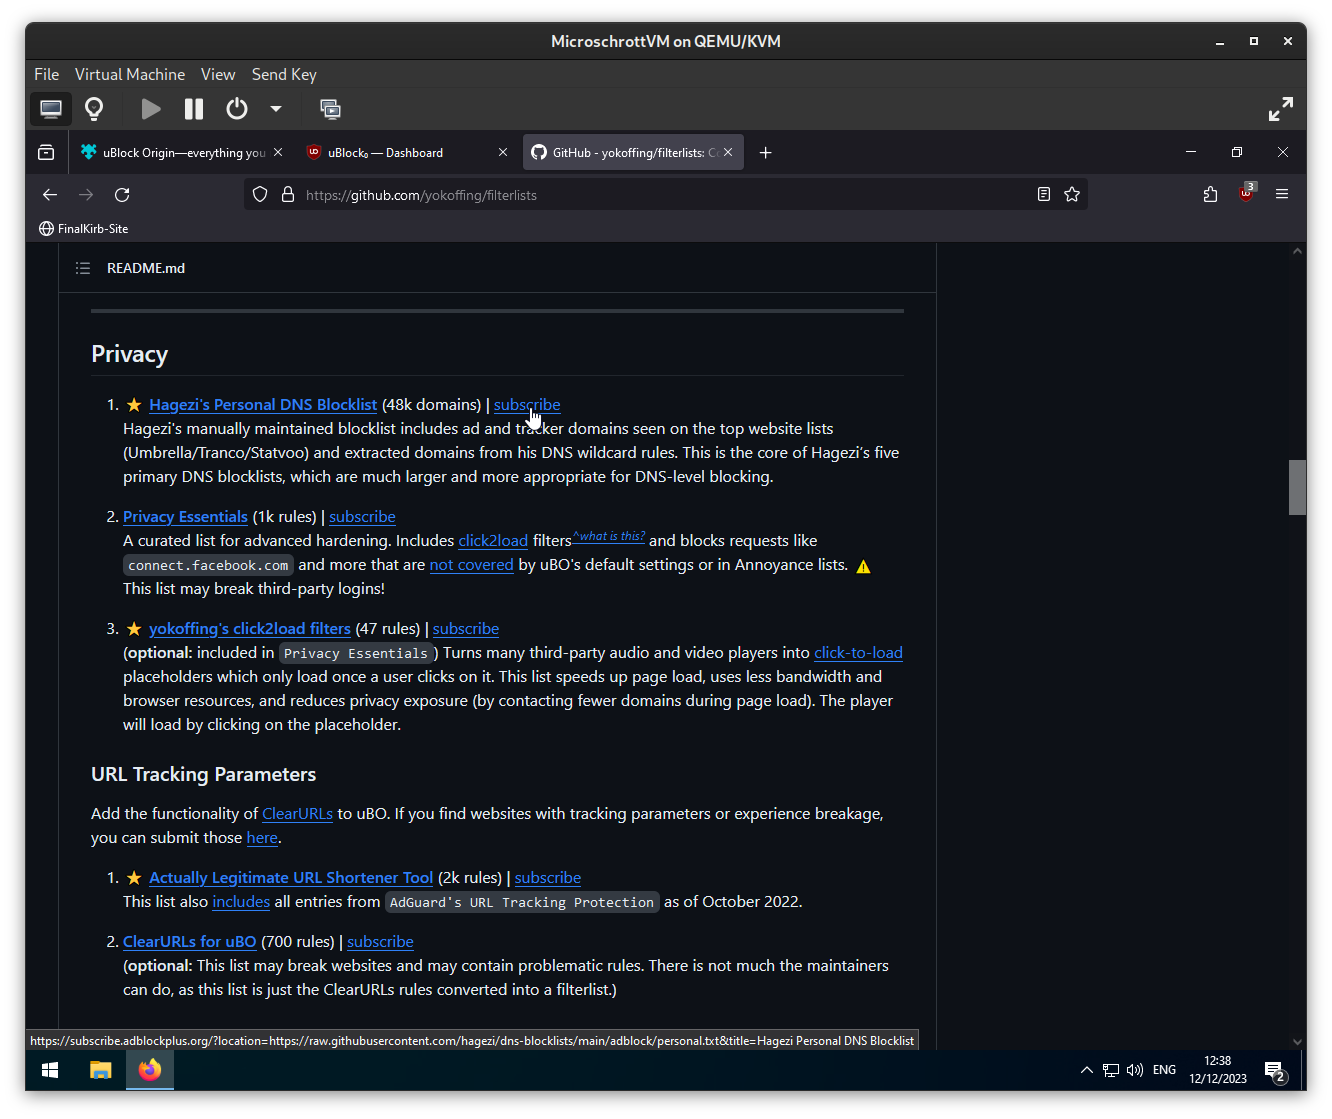 MicroschrottVM on QEMU/KVM
File Virtual Machine View Send Key
uBlock Origin—everything you
uBlock₀ — Dashboard
GitHub - yokoffing/filterlists: Co
https://github.com/yokoffing/filterlists
3
FinalKirb-Site
README.md
Privacy
1. ⭐ Hagezi's Personal DNS Blocklist (48k domains) | subscribe
Hagezi's manually maintained blocklist includes ad and tracker domains seen on the top website lists
(Umbrella/Tranco/Statvoo) and extracted domains from his DNS wildcard rules. This is the core of Hagezi's five
primary DNS blocklists, which are much larger and more appropriate for DNS-level blocking.
2. Privacy Essentials (1k rules) | subscribe
A curated list for advanced hardening. Includes click2load filters ^what is this? and blocks requests like
connect.facebook.com and more that are not covered by uBO's default settings or in Annoyance lists. ⚠️
This list may break third-party logins!
3. ⭐ yokoffing's click2load filters (47 rules) | subscribe
(optional: included in Privacy Essentials) Turns many third-party audio and video players into click-to-load
placeholders which only load once a user clicks on it. This list speeds up page load, uses less bandwidth and
browser resources, and reduces privacy exposure (by contacting fewer domains during page load). The player
will load by clicking on the placeholder.
URL Tracking Parameters
Add the functionality of ClearURLs to uBO. If you find websites with tracking parameters or experience breakage,
you can submit those here.
1. ⭐ Actually Legitimate URL Shortener Tool (2k rules) | subscribe
This list also includes all entries from AdGuard's URL Tracking Protection as of October 2022.
2. ClearURLs for uBO (700 rules) | subscribe
(optional: This list may break websites and may contain problematic rules. There is not much the maintainers
can do, as this list is just the ClearURLs rules converted into a filterlist.)
https://subscribe.adblockplus.org/?location=https://raw.githubusercontent.com/hagezi/dns-blocklists/main/adblock/personal.txt&title=Hagezi Personal DNS Blocklist
ENG
12:38
12/12/2023
2